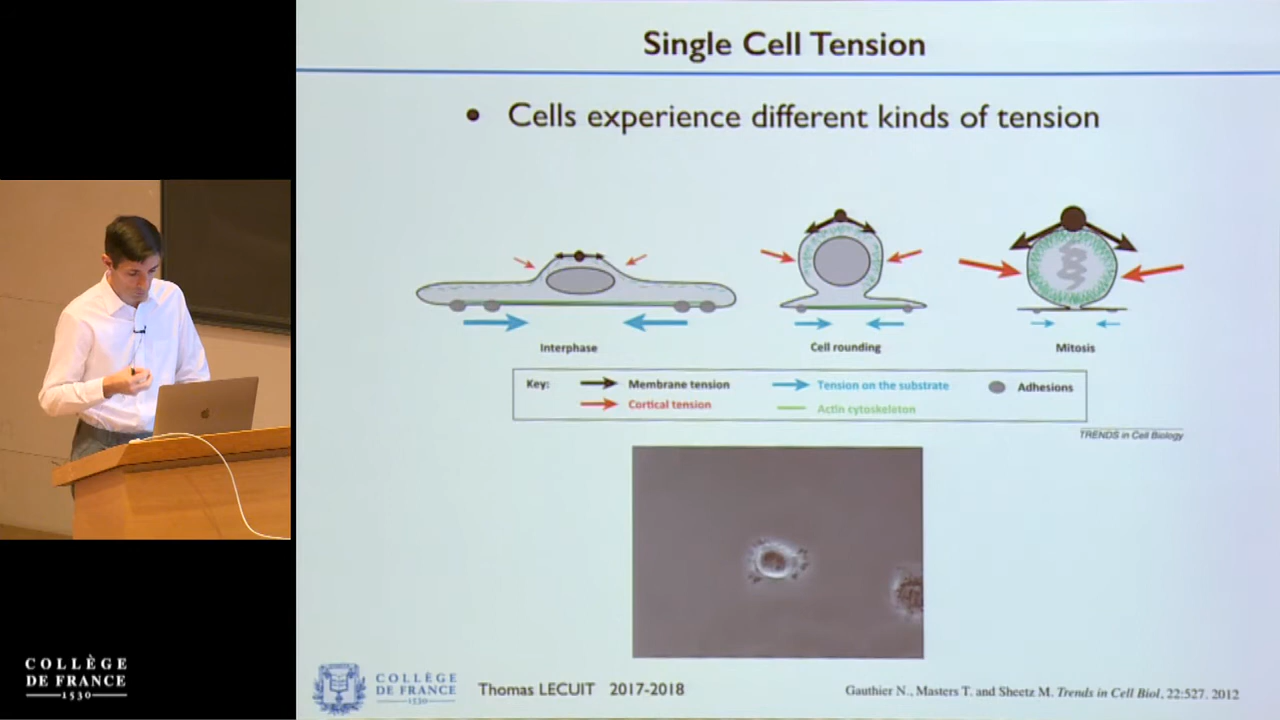 Single Cell Tension
• Cells experience different kinds of tension
Interphase
Cell rounding
Mitosis
Key:
Membrane tension
Tension on the substrate
Adhesions
Cortical tension
Actin cytoskeleton
TRENDS in Cell Biology
COLLÈGE
DE FRANCE
1530
COLLÈGE
DE FRANCE
1530
Thomas LECUIT 2017-2018
Gauthier N., Masters T. and Sheetz M. Trends in Cell Biol, 22:527. 2012